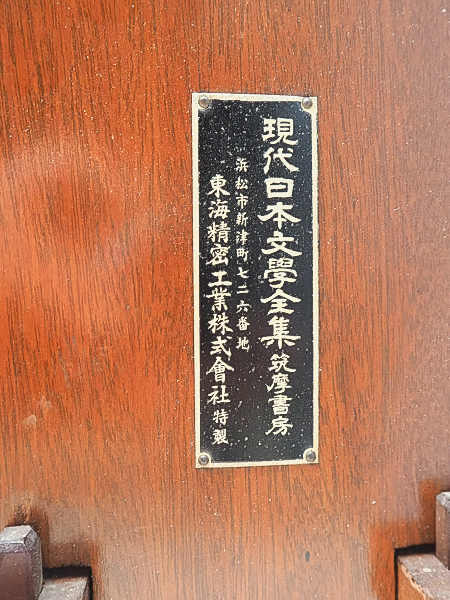 現代日本文學全集 筑摩書房
浜松市新津町七二六番地
東海精密工業株式會社 特製